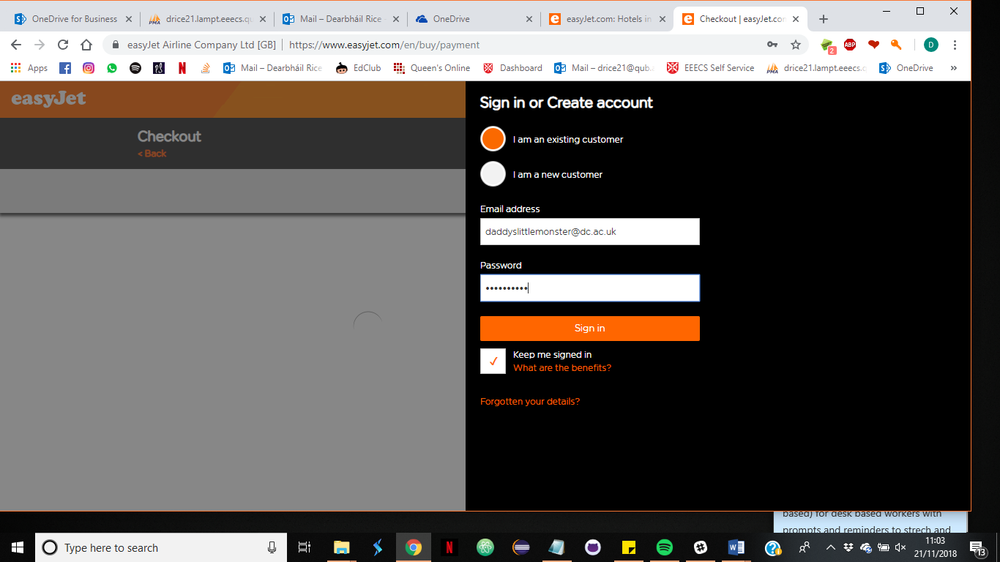 OneDrive for Business
drice21.lampt.eeecs.qu
Mail – Dearbháil Rice -
OneDrive
easyJet.com: Hotels in
Checkout | easyJet.com
easyJet Airline Company Ltd [GB]
https://www.easyjet.com/en/buy/payment
2
ABP
D
Apps
Mail – Dearbháil Rice
EdClub
Queen's Online
Dashboard
Mail – drice21@qub.a
EEECS Self Service
drice21.lampt.eeecs.q
OneDrive
»
easyJet
Checkout
< Back
Sign in or Create account
I am an existing customer
I am a new customer
Email address
daddyslittlemonster@dc.ac.uk
Password
••••••••••
Sign in
Keep me signed in
What are the benefits?
Forgotten your details?
based) for desk based workers with
prompts and reminders to strech and
Type here to search
11:03
21/11/2018
13